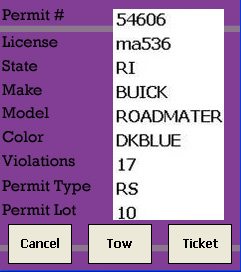 Permit # 54606
License ma536
State RI
Make BUICK
Model ROADMATER
Color DKBLUE
Violations 17
Permit Type RS
Permit Lot 10
Cancel Tow Ticket